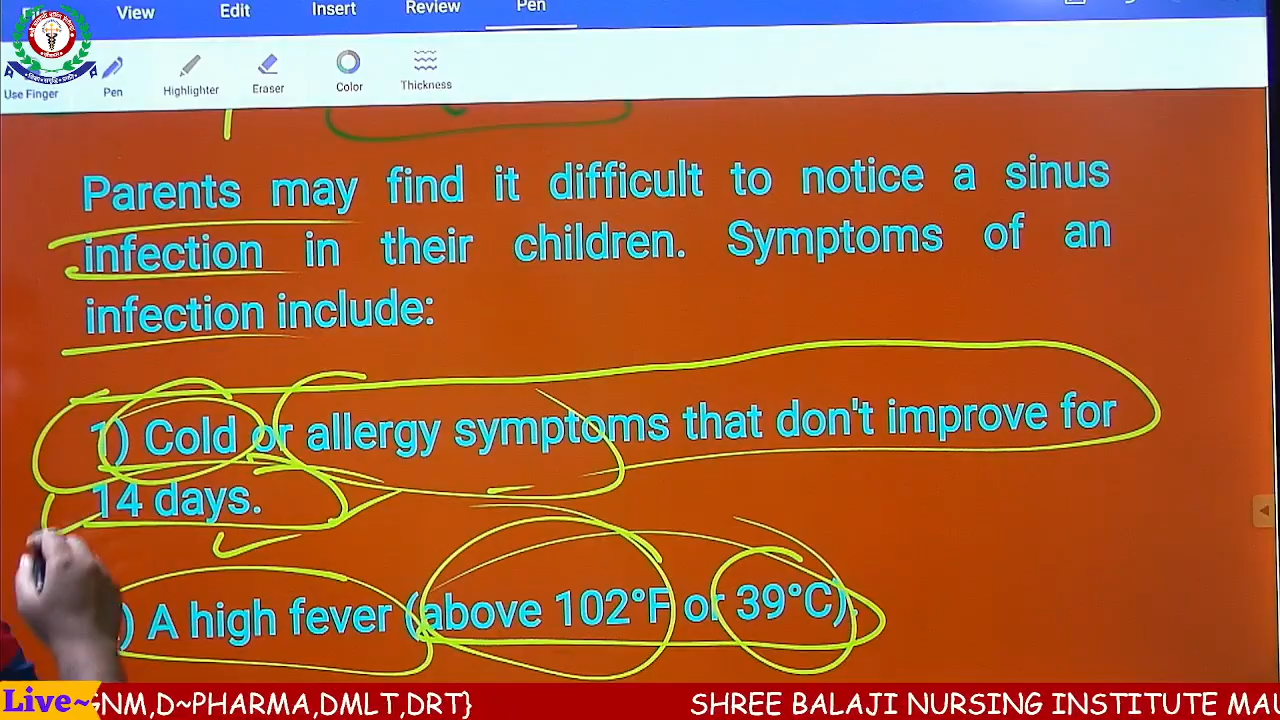 View Edit Insert Review Pen
Use Finger Pen Highlighter Eraser Color Thickness
Parents may find it difficult to notice a sinus
infection in their children. Symptoms of an
infection include:
1) Cold or allergy symptoms that don't improve for
14 days.
) A high fever (above 102°F or 39°C).
Live~ GNM,D~PHARMA,DMLT,DRT} SHREE BALAJI NURSING INSTITUTE MAU